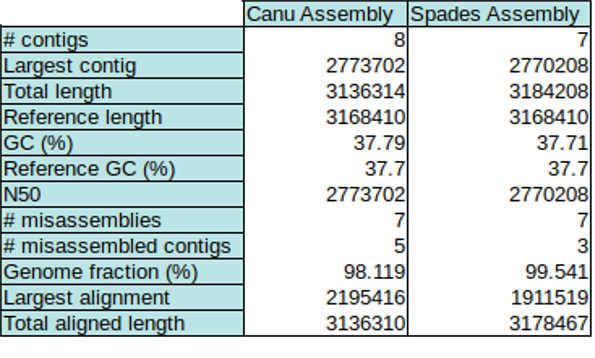 Canu Assembly Spades Assembly
# contigs 8 7
Largest contig 2773702 2770208
Total length 3136314 3184208
Reference length 3168410 3168410
GC (%) 37.79 37.71
Reference GC (%) 37.7 37.7
N50 2773702 2770208
# misassemblies 7 7
# misassembled contigs 5 3
Genome fraction (%) 98.119 99.541
Largest alignment 2195416 1911519
Total aligned length 3136310 3178467